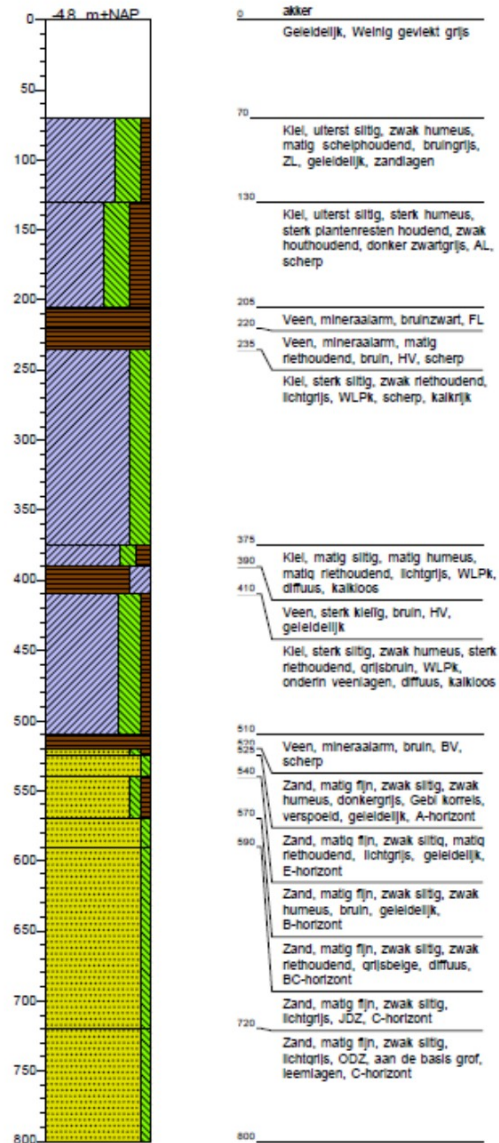 -4.8 m+NAP
0
50
100
150
200
250
300
350
400
450
500
550
600
650
700
750
800
0
akker
Geleidelijk, Weinig gevlekt grijs
70
Klei, uiterst siltig, zwak humeus,
matig schelphoudend, bruingrijs,
ZL, geleidelijk, zandlagen
130
Klei, uiterst siltig, sterk humeus,
sterk plantenresten houdend, zwak
houthoudend, donker zwartgrijs, AL,
scherp
205
Veen, mineraalarm, bruinzwart, FL
220
Veen, mineraalarm, matig
riethoudend, bruin, HV, scherp
235
Klei, sterk siltig, zwak riethoudend,
lichtgrijs, WLPk, scherp, kalkrijk
375
Klei, matig siltig, matig humeus,
matig riethoudend, lichtgrijs, WLPk,
diffuus, kalkloos
390
Veen, sterk kleiig, bruin, HV,
geleidelijk
410
Klei, sterk siltig, zwak humeus, sterk
riethoudend, grijsbruin, WLPk,
onderin veenlagen, diffuus, kalkloos
510
Veen, mineraalarm, bruin, BV,
scherp
520
Zand, matig fijn, zwak siltig, zwak
humeus, donkergrijs, Gebl korrels,
verspoeld, geleidelijk, A-horizont
525
Zand, matig fijn, zwak siltig, matig
riethoudend, lichtgrijs, geleidelijk,
E-horizont
540
Zand, matig fijn, zwak siltig, zwak
humeus, bruin, geleidelijk,
B-horizont
570
Zand, matig fijn, zwak siltig, zwak
riethoudend, grijsbeige, diffuus,
BC-horizont
590
Zand, matig fijn, zwak siltig,
lichtgrijs, JDZ, C-horizont
720
Zand, matig fijn, zwak siltig,
lichtgrijs, ODZ, aan de basis grof,
leemlagen, C-horizont
800